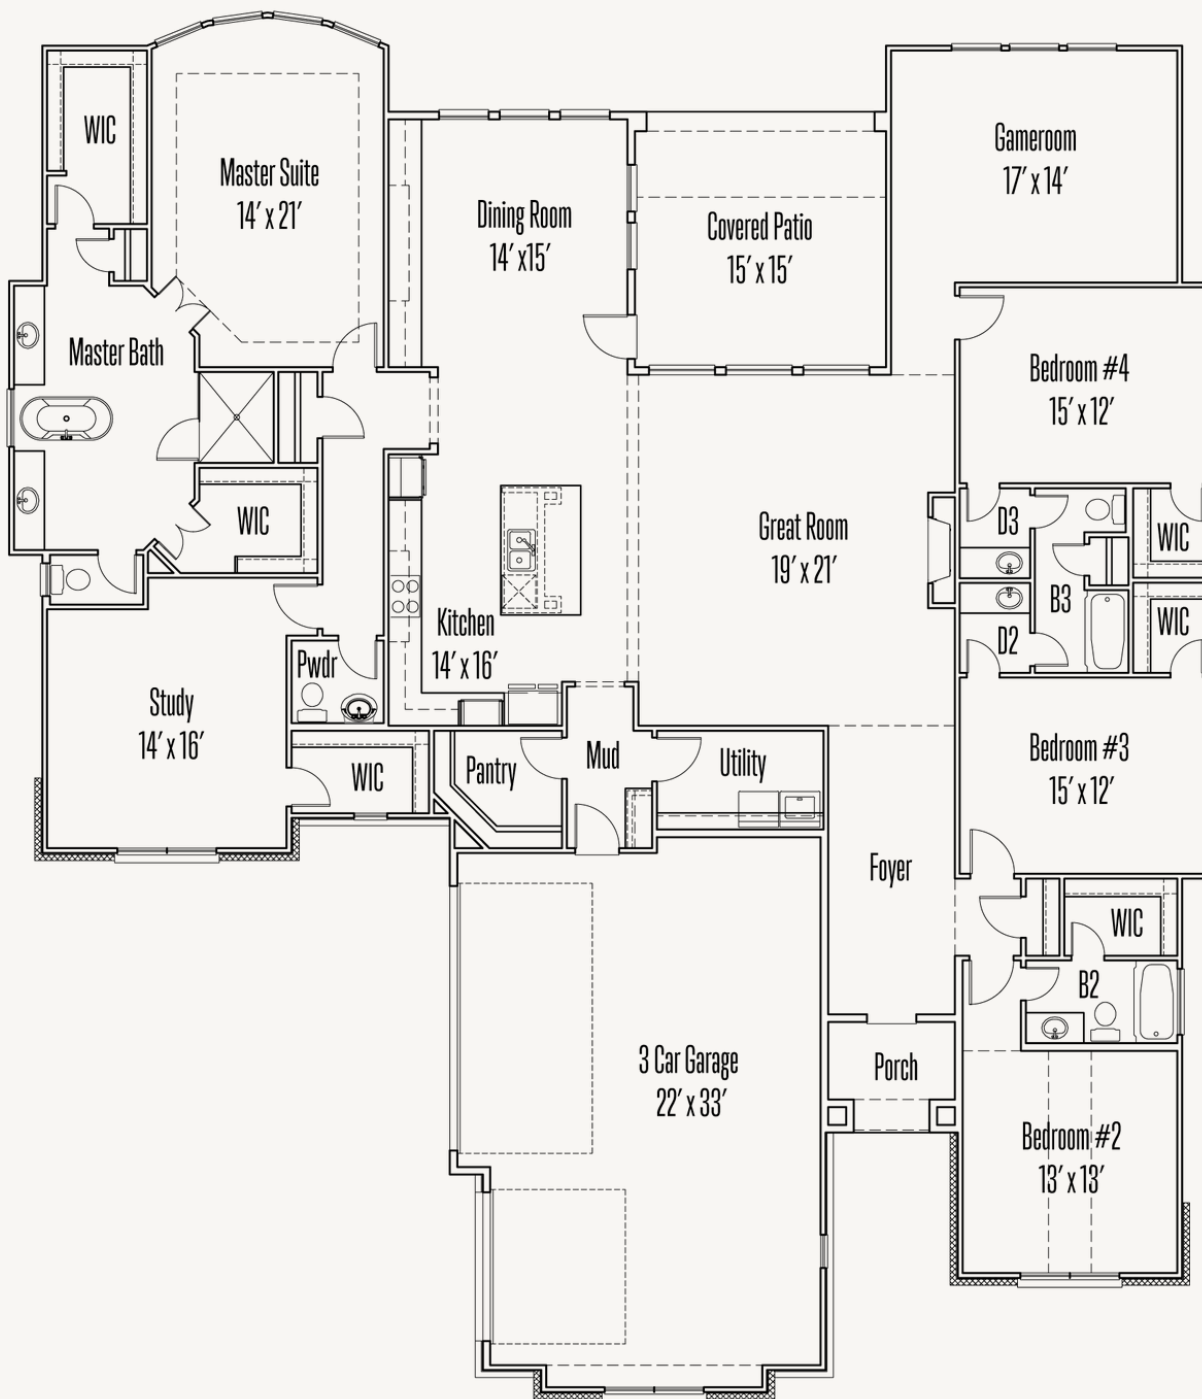 WIC
Master Suite
14' x 21'
Gameroom
17' x 14'
Dining Room
14' x15'
Covered Patio
15' x 15'
Master Bath
Bedroom #4
15' x 12'
WIC
Great Room
19' x 21'
D3
WIC
B3
Kitchen
14' x 16'
D2
WIC
Pwdr
Study
14' x 16'
WIC
Pantry
Mud
Utility
Bedroom #3
15' x 12'
Foyer
WIC
B2
3 Car Garage
22' x 33'
Porch
Bedroom #2
13' x 13'